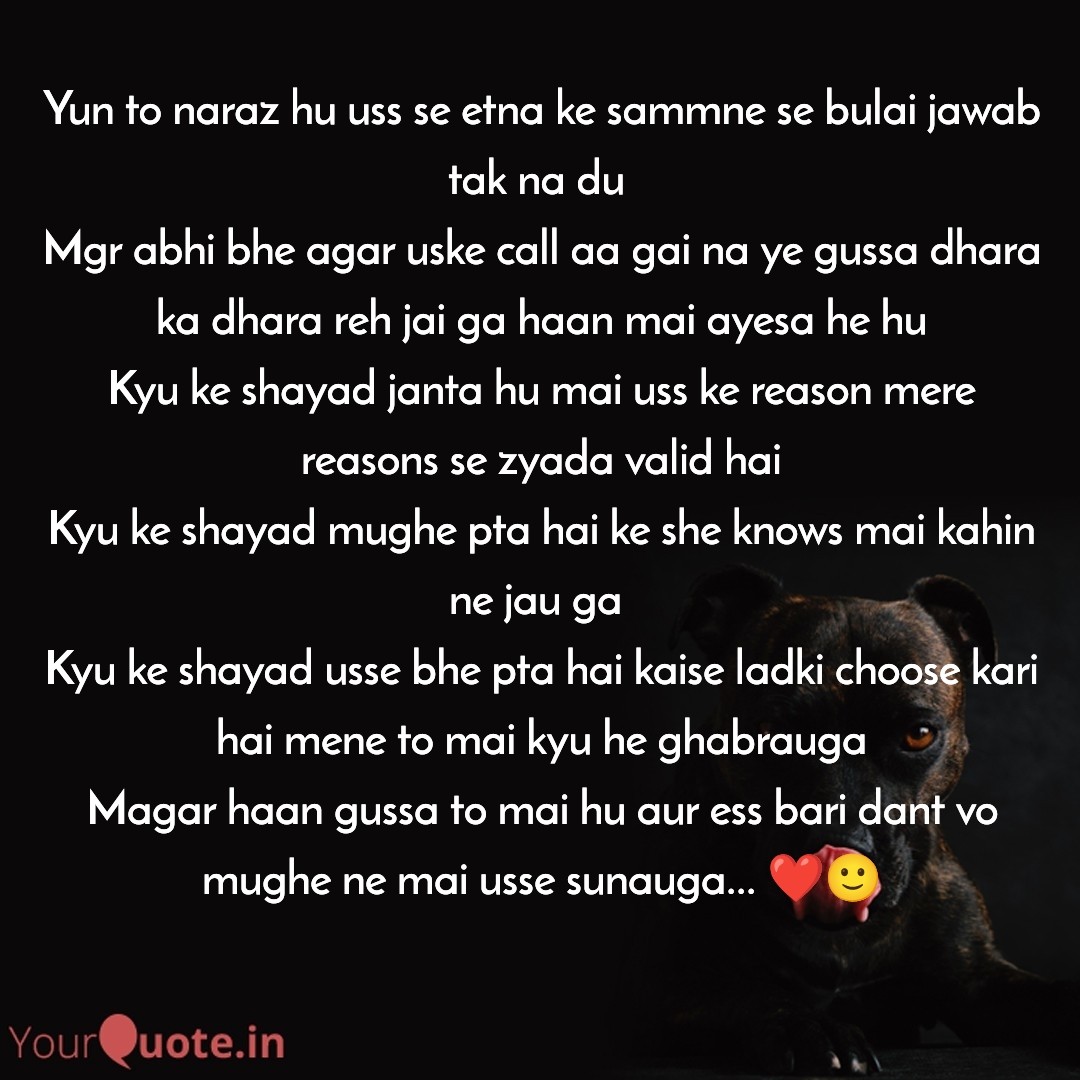 Yun to naraz hu uss se etna ke sammne se bulai jawab
tak na du
Mgr abhi bhe agar uske call aa gai na ye gussa dhara
ka dhara reh jai ga haan mai ayesa he hu
Kyu ke shayad janta hu mai uss ke reason mere
reasons se zyada valid hai
Kyu ke shayad mughe pta hai ke she knows mai kahin
ne jau ga
Kyu ke shayad usse bhe pta hai kaise ladki choose kari
hai mene to mai kyu he ghabrauga
Magar haan gussa to mai hu aur ess bari dant vo
mughe ne mai usse sunauga... ❤️🙂
YourQuote.in